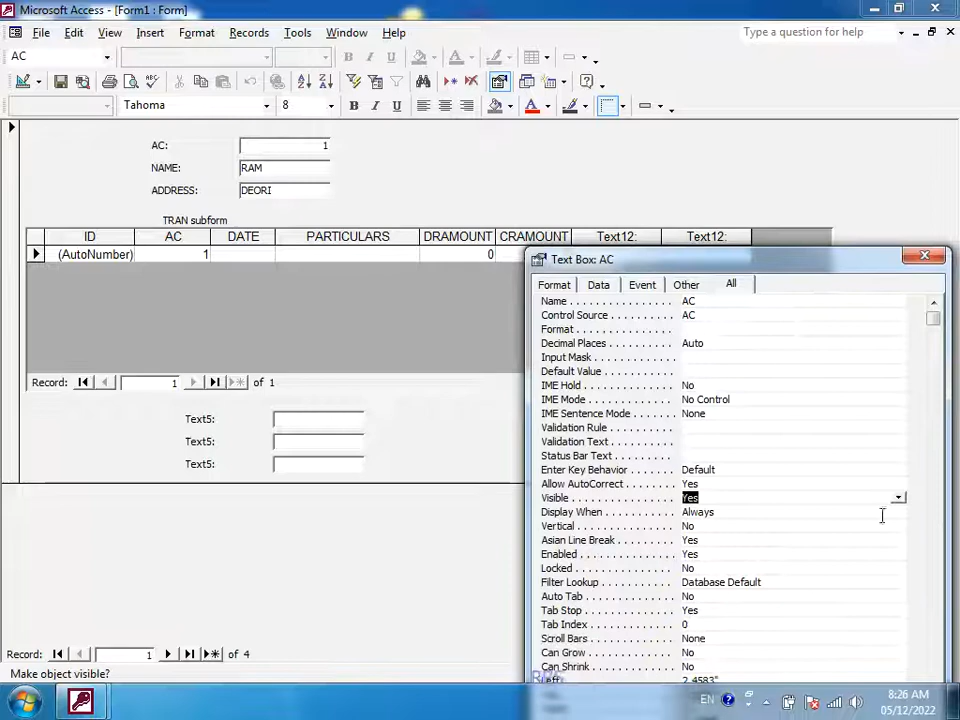 Microsoft Access - [Form1 : Form]
File Edit View Insert Format Records Tools Window Help
Type a question for help
AC
Tahoma 8
AC: 1
NAME: RAM
ADDRESS: DEORI
TRAN subform
ID AC DATE PARTICULARS DRAMOUNT CRAMOUNT Text12: Text12:
(AutoNumber) 1 0
Record: 1 of 1
Text5:
Text5:
Text5:
Text Box: AC
Format Data Event Other All
Name . . . . . . . . . . . . . . . . AC
Control Source . . . . . . . . . . AC
Format . . . . . . . . . . . . . . .
Decimal Places . . . . . . . . . . Auto
Input Mask . . . . . . . . . . . . .
Default Value . . . . . . . . . . . .
IME Hold . . . . . . . . . . . . . . No
IME Mode . . . . . . . . . . . . . . No Control
IME Sentence Mode . . . . . . . None
Validation Rule . . . . . . . . . . .
Validation Text . . . . . . . . . . .
Status Bar Text . . . . . . . . . .
Enter Key Behavior . . . . . . . Default
Allow AutoCorrect . . . . . . . . Yes
Visible . . . . . . . . . . . . . . . . Yes
Display When . . . . . . . . . . . Always
Vertical . . . . . . . . . . . . . . . No
Asian Line Break . . . . . . . . . Yes
Enabled . . . . . . . . . . . . . . . Yes
Locked . . . . . . . . . . . . . . . . No
Filter Lookup . . . . . . . . . . . . Database Default
Auto Tab . . . . . . . . . . . . . . No
Tab Stop . . . . . . . . . . . . . . Yes
Tab Index . . . . . . . . . . . . . . 0
Scroll Bars . . . . . . . . . . . . . None
Can Grow . . . . . . . . . . . . . . No
Can Shrink . . . . . . . . . . . . . No
Left . . . . . . . . . . . . . . . . . 2.4583"
Record: 1 of 4
Make object visible?
EN
8:26 AM
05/12/2022